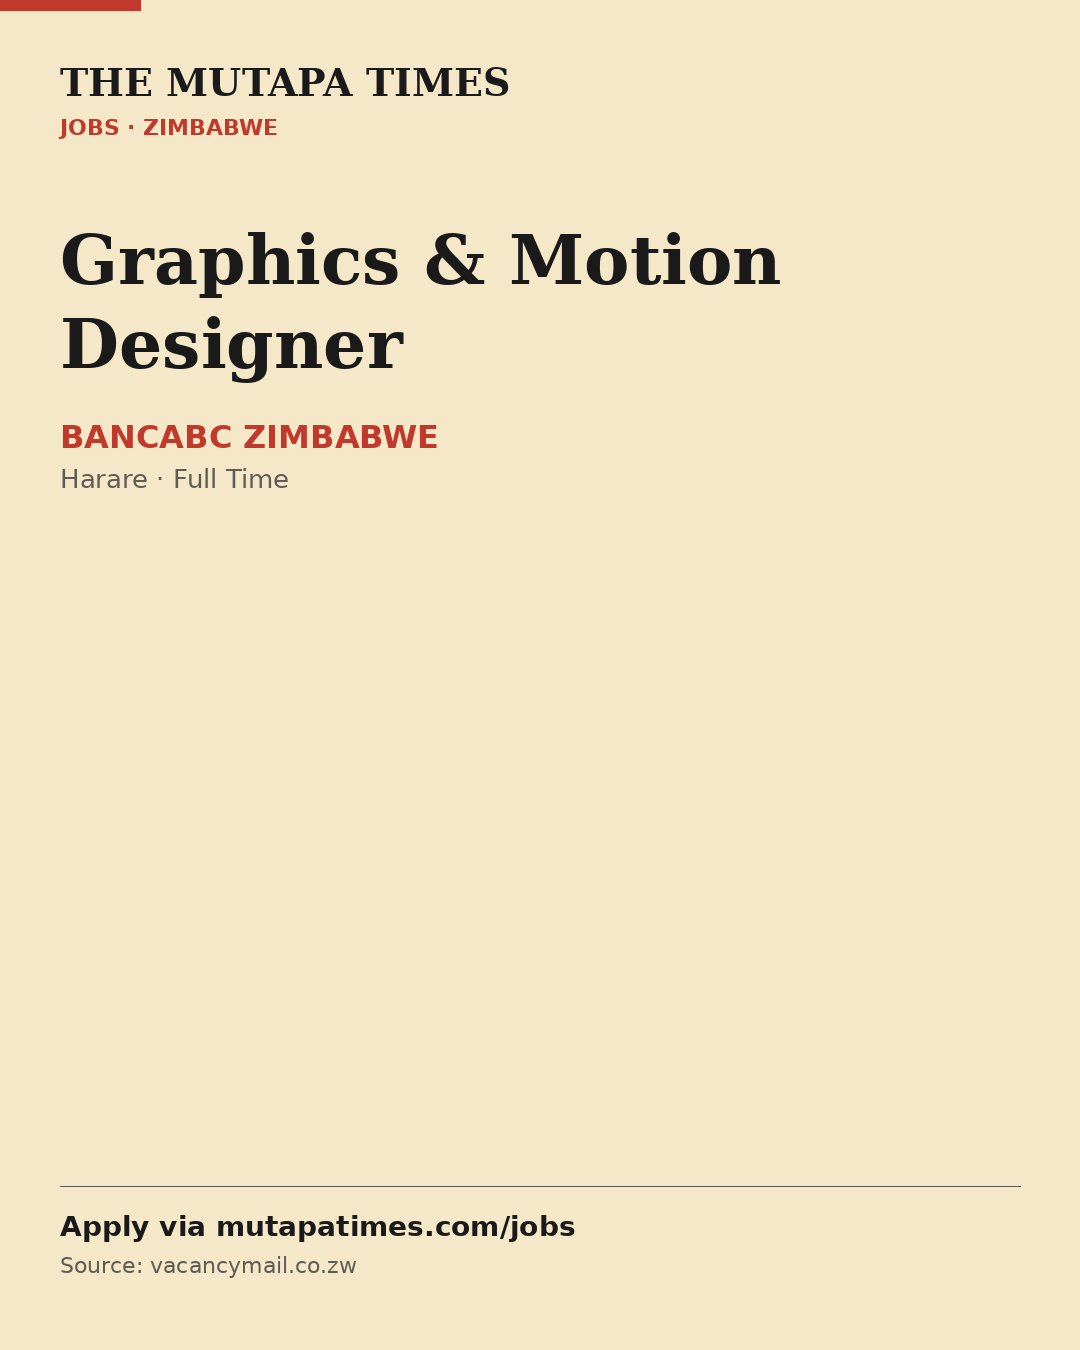 THE MUTAPA TIMES
JOBS · ZIMBABWE
Graphics & Motion
Designer
BANCABC ZIMBABWE
Harare · Full Time
Apply via mutapatimes.com/jobs
Source: vacancymail.co.zw